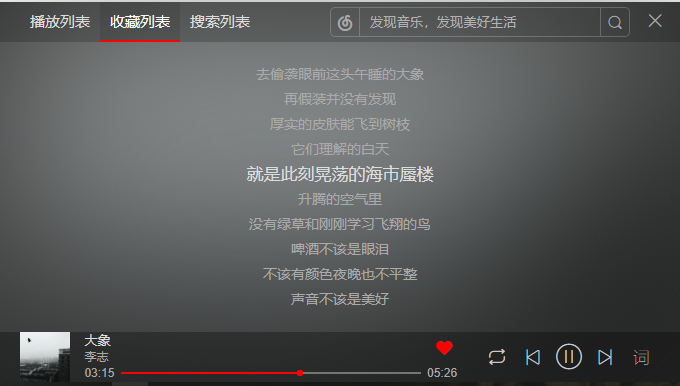 播放列表 收藏列表 搜索列表 发现音乐，发现美好生活
去偷袭眼前这头午睡的大象
再假装并没有发现
厚实的皮肤能飞到树枝
它们理解的白天
就是此刻晃荡的海市蜃楼
升腾的空气里
没有绿草和刚刚学习飞翔的鸟
啤酒不该是眼泪
不该有颜色夜晚也不平整
声音不该是美好
大象
李志
03:15 05:26 词